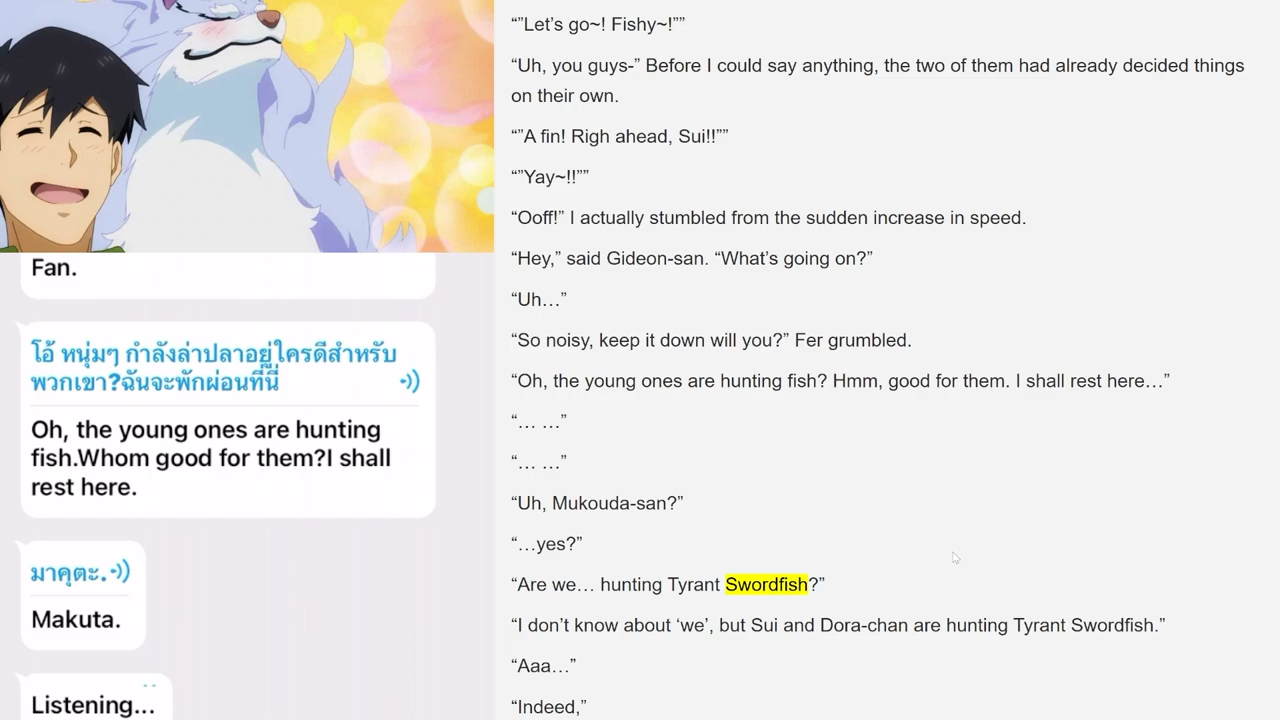 Fan.
โอ้ หนุ่มๆ กำลังล่าปลาอยู่ใครดีสำหรับ
พวกเขา?ฉันจะพักผ่อนที่นี่
Oh, the young ones are hunting
fish.Whom good for them?I shall
rest here.
มาคุตะ.
Makuta.
Listening...
“”Let’s go~! Fishy~!””
“Uh, you guys-” Before I could say anything, the two of them had already decided things
on their own.
“”A fin! Righ ahead, Sui!!””
“”Yay~!!””
“Ooff!” I actually stumbled from the sudden increase in speed.
“Hey,” said Gideon-san. “What’s going on?”
“Uh…”
“So noisy, keep it down will you?” Fer grumbled.
“Oh, the young ones are hunting fish? Hmm, good for them. I shall rest here…”
“… …”
“… …”
“Uh, Mukouda-san?”
“…yes?”
“Are we… hunting Tyrant Swordfish?”
“I don’t know about ‘we’, but Sui and Dora-chan are hunting Tyrant Swordfish.”
“Aaa…”
“Indeed,”